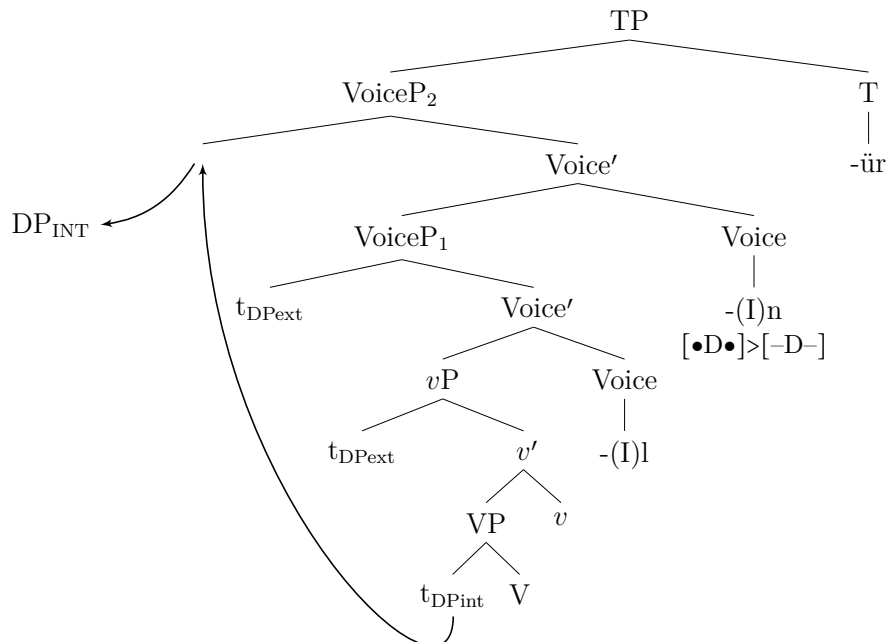 TP
VoiceP₂ T
Voice′ -ür
DP_INT VoiceP₁ Voice
t_DPext Voice′ -(I)n
[●D●]>[–D–]
vP Voice
t_DPext v′ -(I)l
VP v
t_DPint V